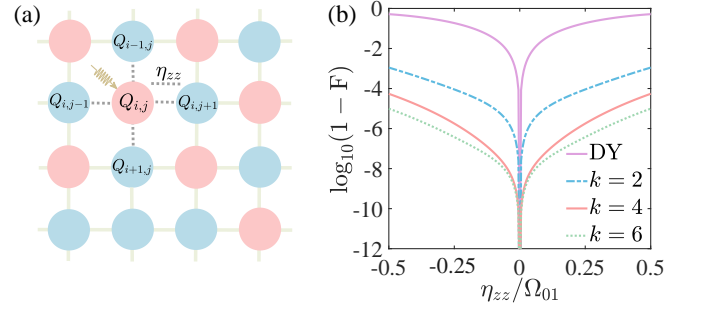 (a)
Q_{i-1,j}
η_{zz}
Q_{i,j-1} Q_{i,j} Q_{i,j+1}
Q_{i+1,j}
(b)
log_{10}(1 − F)
0
-2
-4
-6
-8
-10
-12
DY
k = 2
k = 4
k = 6
-0.5 -0.25 0 0.25 0.5
η_{zz}/Ω_{01}